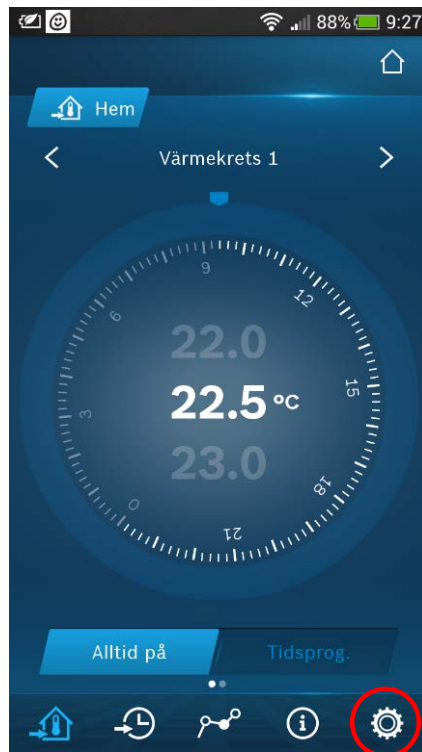 88% 9:27
Hem
Värmekrets 1
9
12
6
22.0
15
22.5 °C
3
23.0
18
0
21
Alltid på Tidsprog.